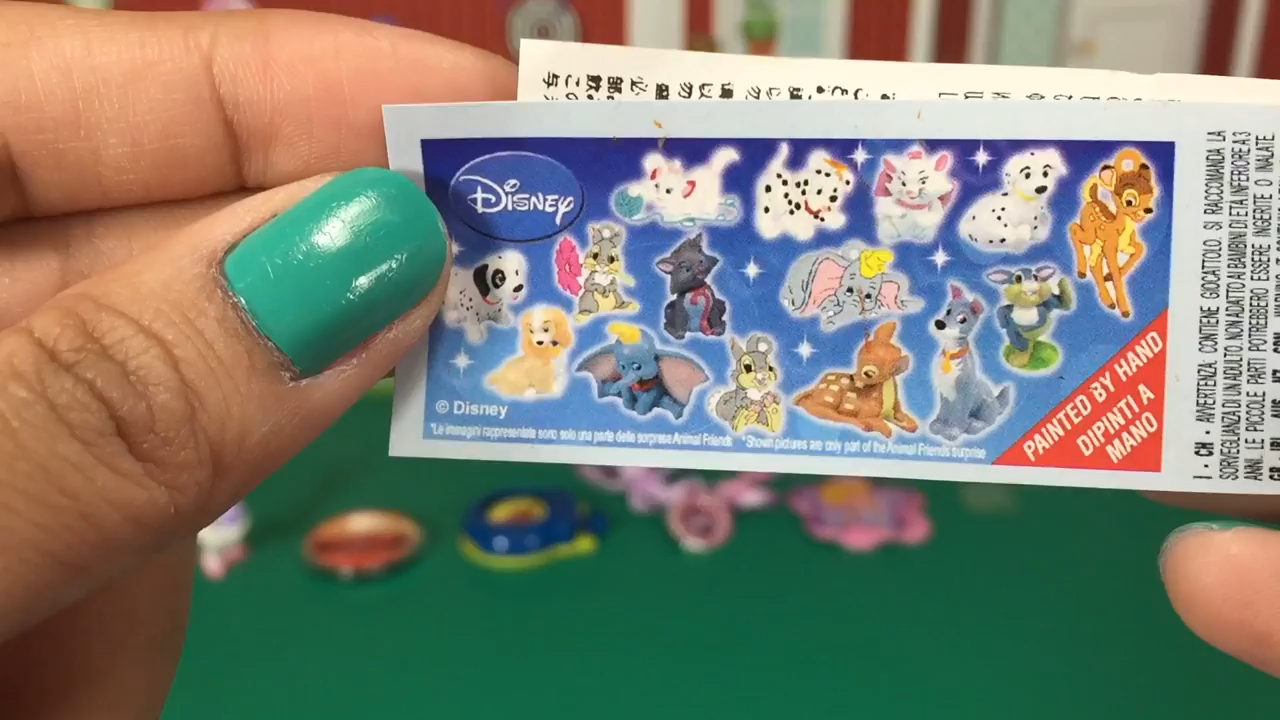 Disney
© Disney
*Le immagini rappresentate sono solo una parte delle sorprese Animal Friends *Shown pictures are only part of the Animal Friends surprise
PAINTED BY HAND
DIPINTI A
MANO
I - CH - AVVERTENZA CONTIENE GIOCATTOLO. SI RACCOMANDA LA
SORVEGLIANZA DI UN ADULTO. NON ADATTO AI BAMBINI DI ETÀ INFERIORE A 3
ANNI. LE PICCOLE PARTI POTREBBERO ESSERE INGERITE O INALATE.